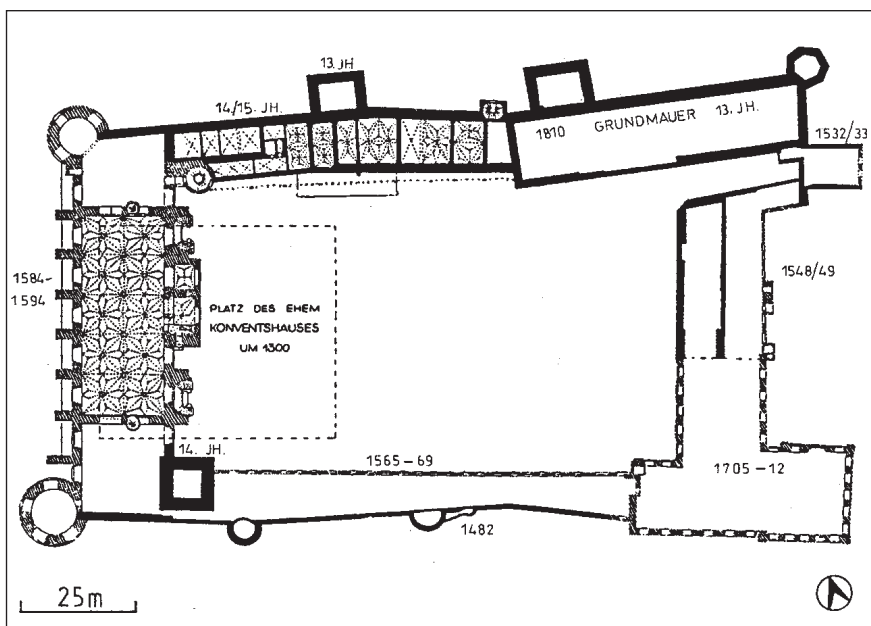 13. JH
14./15. JH.
1810 GRUNDMAUER 13. JH.
1532/33
1584-
1594
PLATZ DES EHEM
KONVENTSHAUSES
UM 1300
1548/49
14. JH.
1565-69
1705-12
1482
25m